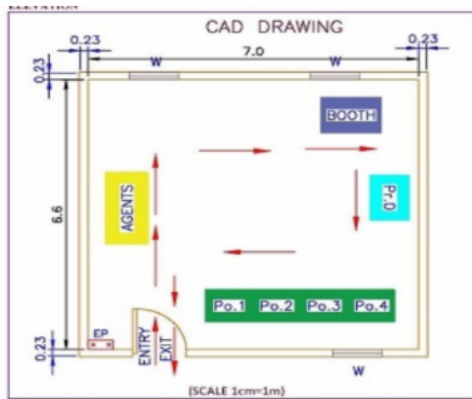 ELEVATION
CAD DRAWING
0.23
7.0
0.23
W
W
0.23
BOOTH
AGENTS
Pr.O
6.6
Po.1 Po.2 Po.3 Po.4
EP
ENTRY
EXIT
0.23
W
(SCALE 1cm=1m)